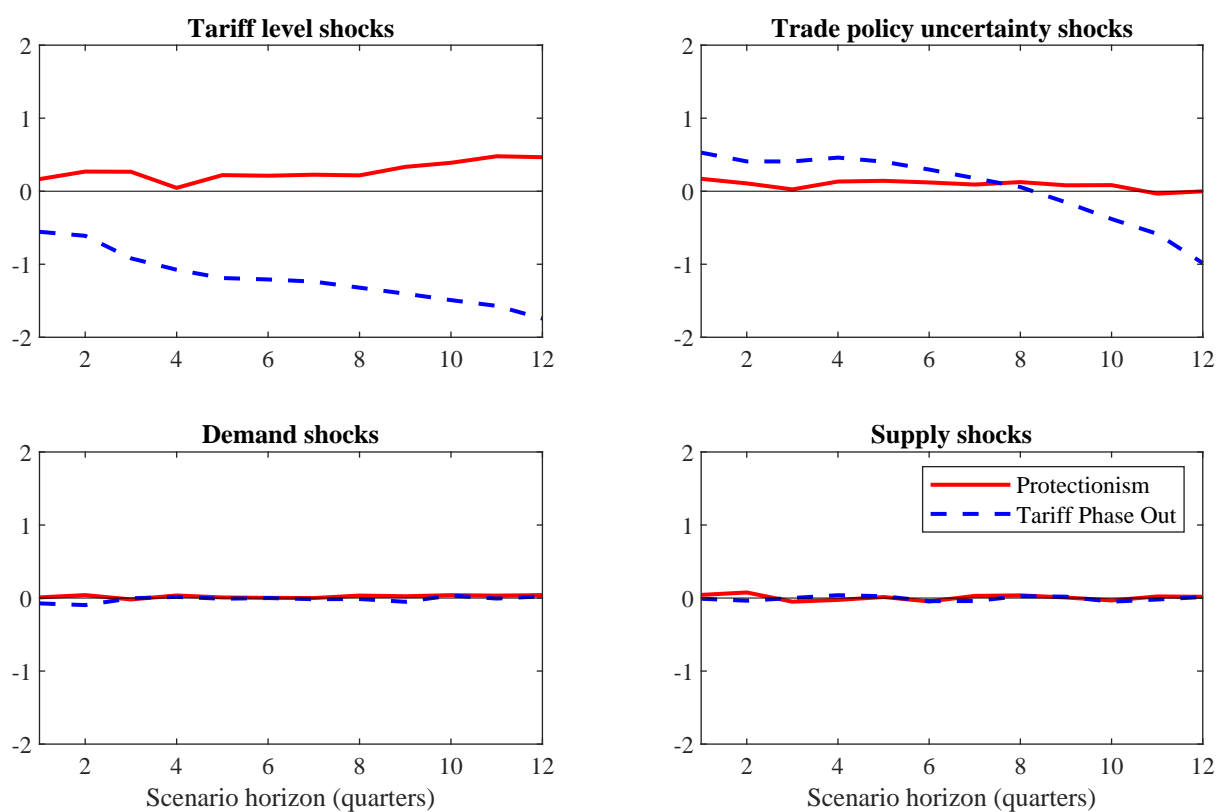 Tariff level shocks
2
1
0
-1
-2
2 4 6 8 10 12
Trade policy uncertainty shocks
2
1
0
-1
-2
2 4 6 8 10 12
Demand shocks
2
1
0
-1
-2
2 4 6 8 10 12
Scenario horizon (quarters)
Supply shocks
2
1
0
-1
-2
Protectionism
Tariff Phase Out
2 4 6 8 10 12
Scenario horizon (quarters)